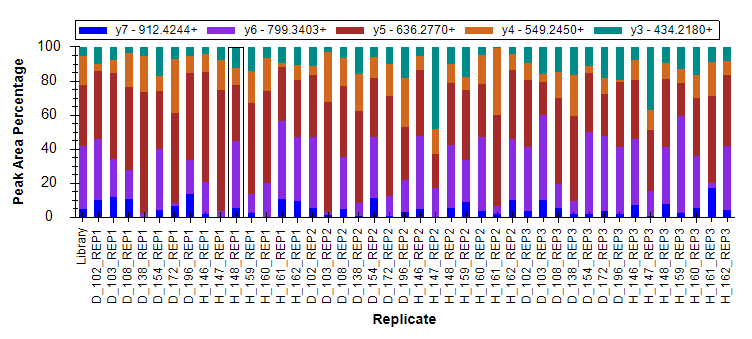 y7 - 912.4244+ y6 - 799.3403+ y5 - 636.2770+ y4 - 549.2450+ y3 - 434.2180+
Peak Area Percentage
100
80
60
40
20
0
Library
D_102_REP1
D_103_REP1
D_108_REP1
D_138_REP1
D_154_REP1
D_172_REP1
D_196_REP1
H_146_REP1
H_147_REP1
H_148_REP1
H_159_REP1
H_160_REP1
H_161_REP1
H_162_REP1
D_102_REP2
D_103_REP2
D_108_REP2
D_138_REP2
D_154_REP2
D_172_REP2
D_196_REP2
H_146_REP2
H_147_REP2
H_148_REP2
H_159_REP2
H_160_REP2
H_161_REP2
H_162_REP2
D_102_REP3
D_103_REP3
D_108_REP3
D_138_REP3
D_154_REP3
D_172_REP3
D_196_REP3
H_146_REP3
H_147_REP3
H_148_REP3
H_159_REP3
H_160_REP3
H_161_REP3
H_162_REP3
Replicate